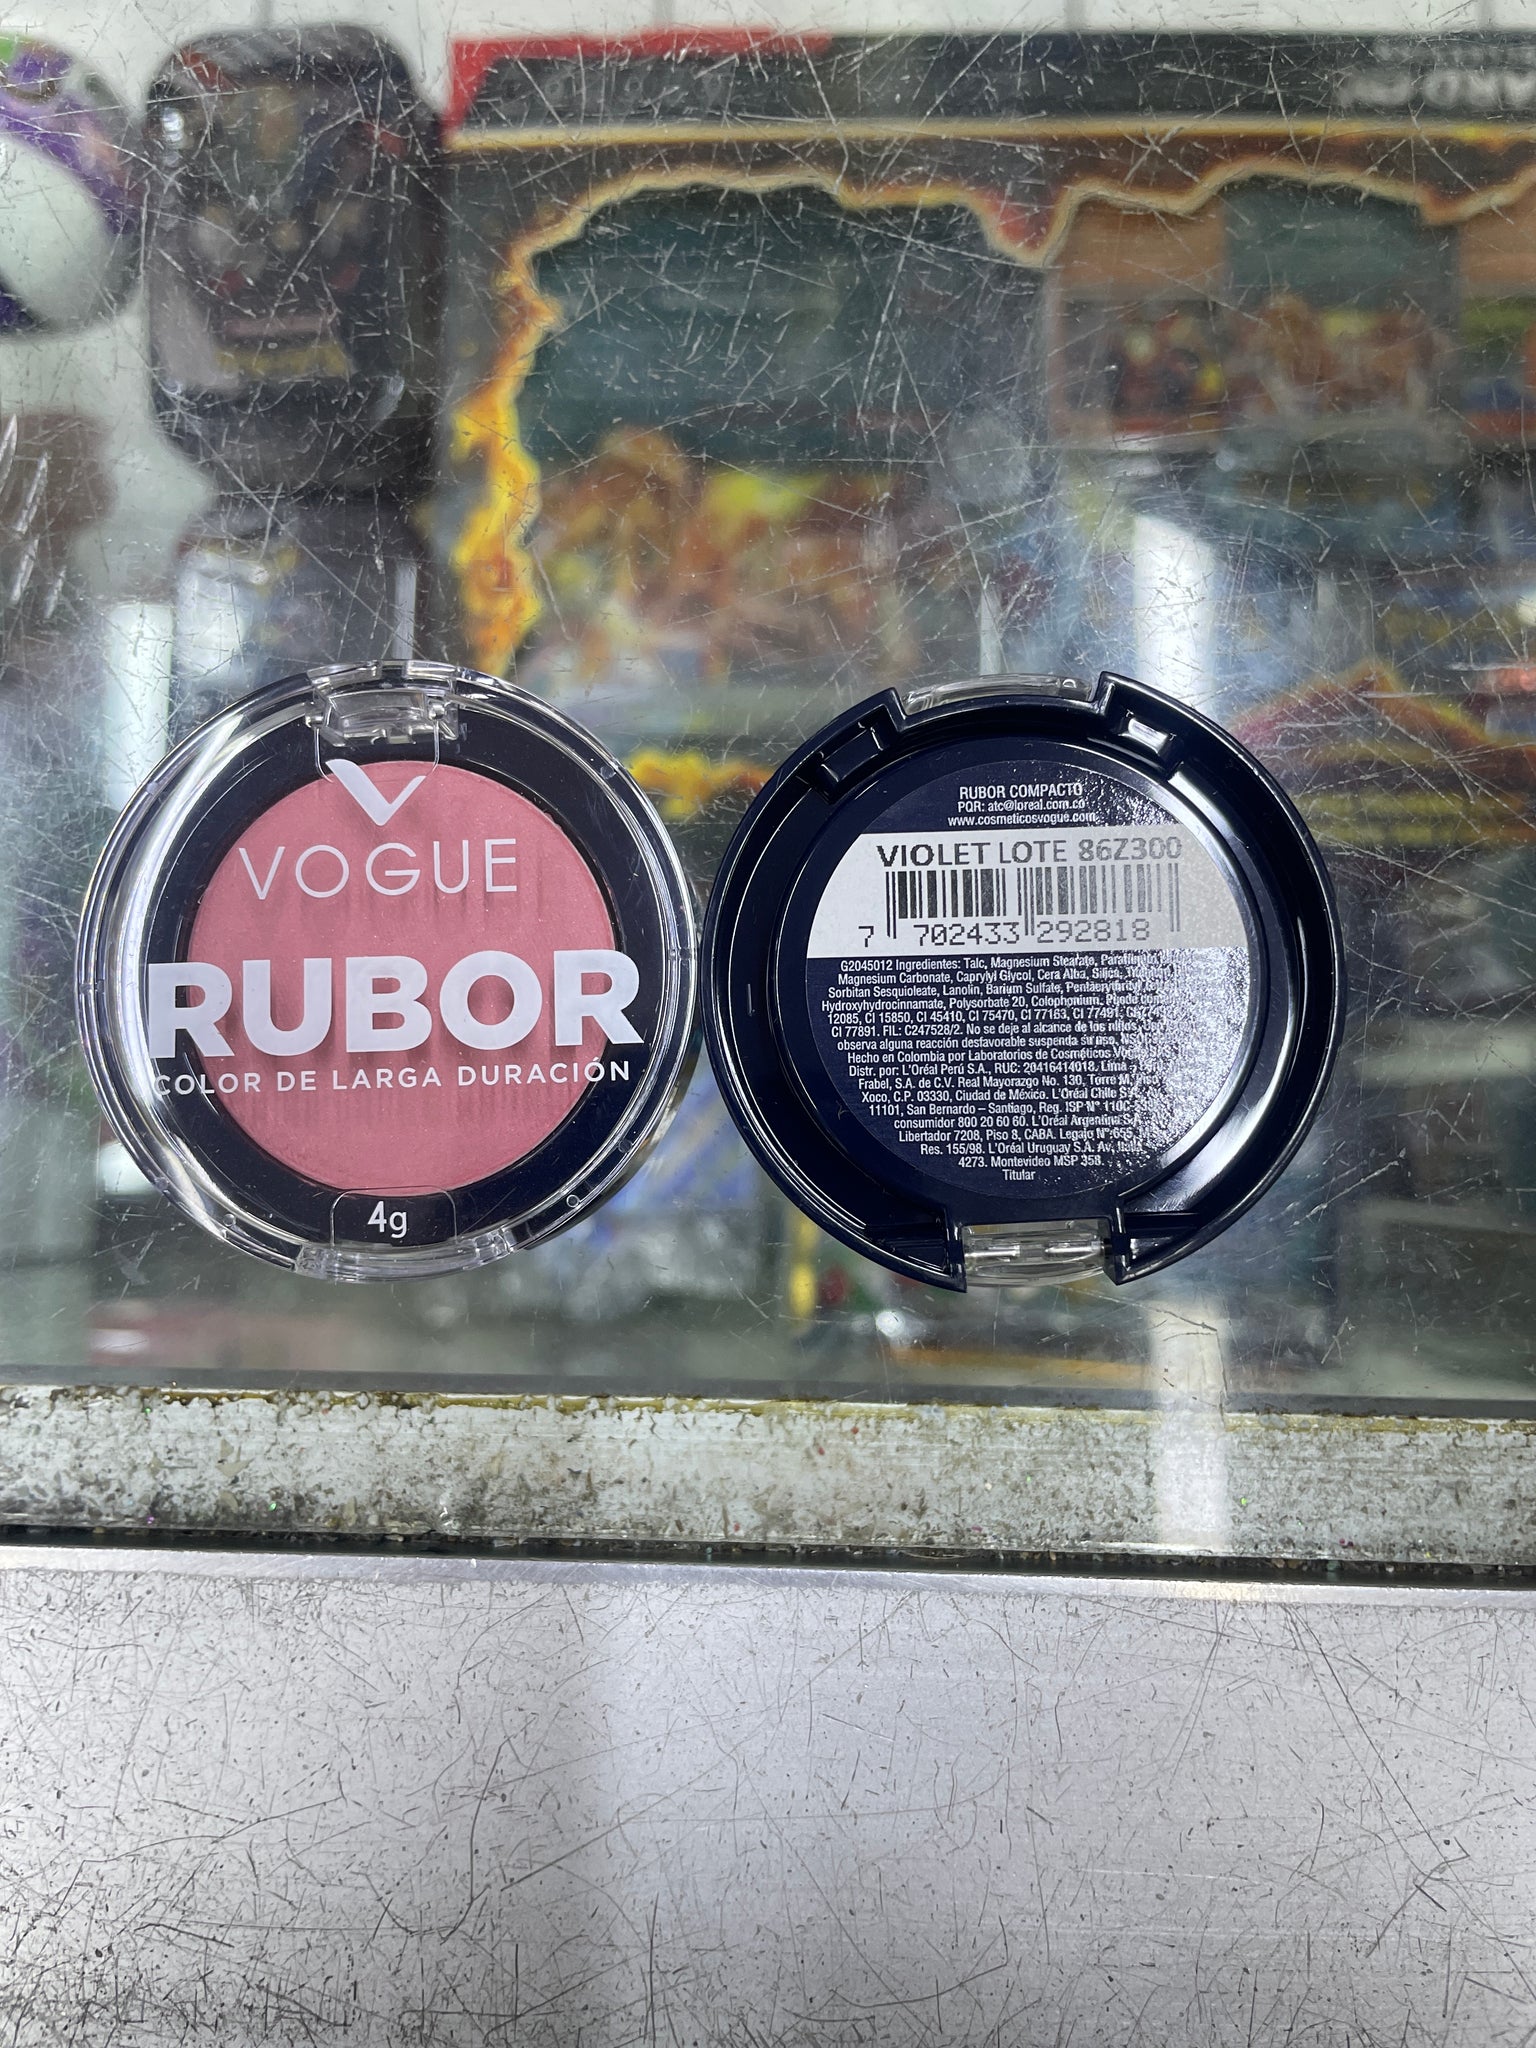 VOGUE
RUBOR
COLOR DE LARGA DURACIÓN
4g
RUBOR COMPACTO
PQR: atc@loreal.com.co
www.cosmeticosvogue.com
VIOLET LOTE 86Z300
7 702433 292818
G2045012 Ingredientes: Talc, Magnesium Stearate, Paraffinum
Magnesium Carbonate, Caprylyl Glycol, Cera Alba, Silica,
Sorbitan Sesquioleate, Lanolin, Barium Sulfate, Pentaerythrityl
Hydroxyhydrocinnamate, Polysorbate 20, Colophonium, Puede
12085, CI 15850, CI 45410, CI 75470, CI 77163, CI 77491,
CI 77891. FIL: C247528/2. No se deje al alcance de los niños,
observa alguna reacción desfavorable suspenda su uso.
Hecho en Colombia por Laboratorios de Cosméticos
Distr. por: L'Oréal Perú S.A., RUC: 20416414018. Lima -
Frabel, S.A. de C.V. Real Mayorazgo No. 130, Torre
Xoco, C.P. 03330, Ciudad de México. L'Oréal Chile
11101, San Bernardo – Santiago, Reg. ISP N°
consumidor 800 20 60 60. L'Oréal Argentina
Libertador 7208, Piso 8, CABA. Legajo N° 655
Res. 155/98. L'Oréal Uruguay S.A. Av.
4273. Montevideo MSP 358.
Titular